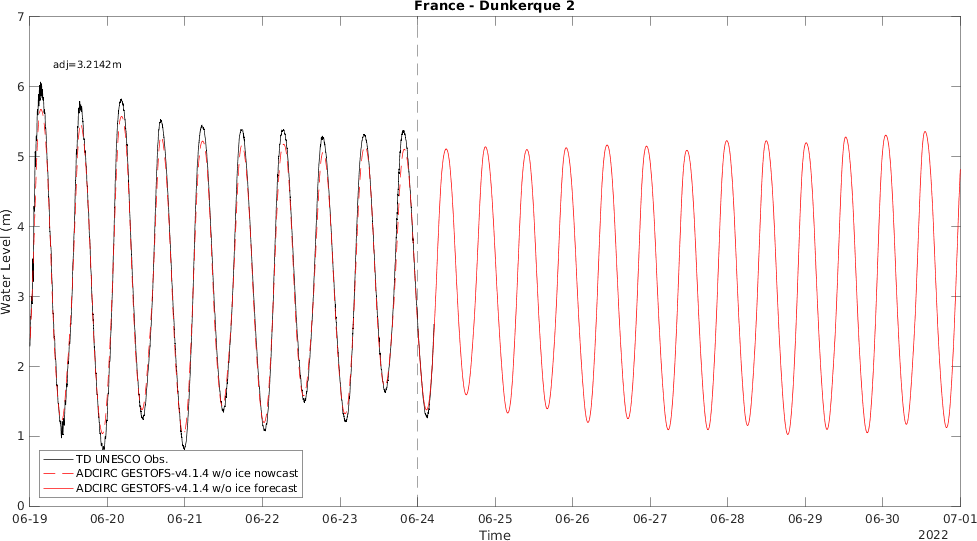 France - Dunkerque 2
adj=3.2142m
Water Level (m)
7
6
5
4
3
2
1
0
TD UNESCO Obs.
ADCIRC GESTOFS-v4.1.4 w/o ice nowcast
ADCIRC GESTOFS-v4.1.4 w/o ice forecast
06-19 06-20 06-21 06-22 06-23 06-24 06-25 06-26 06-27 06-28 06-29 06-30 07-01
Time
2022